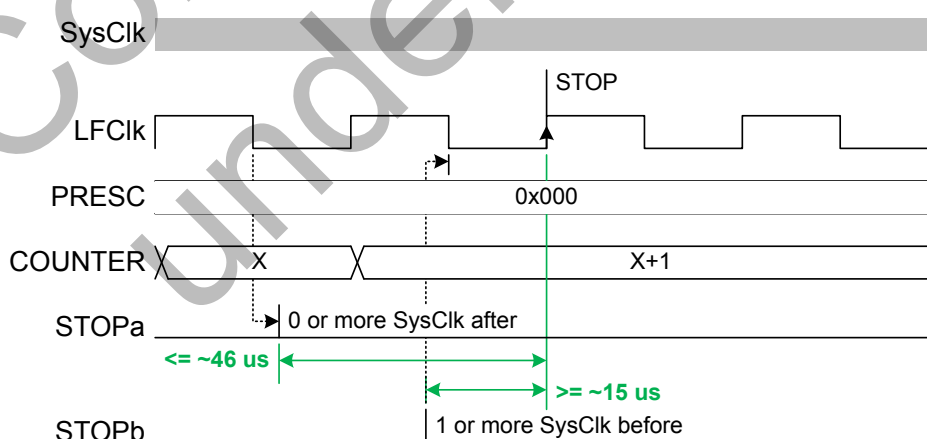 SysClk
STOP
LFClk
PRESC
0x000
COUNTER
X
X+1
STOPa
0 or more SysClk after
<= ~46 us
>= ~15 us
1 or more SysClk before
STOPb